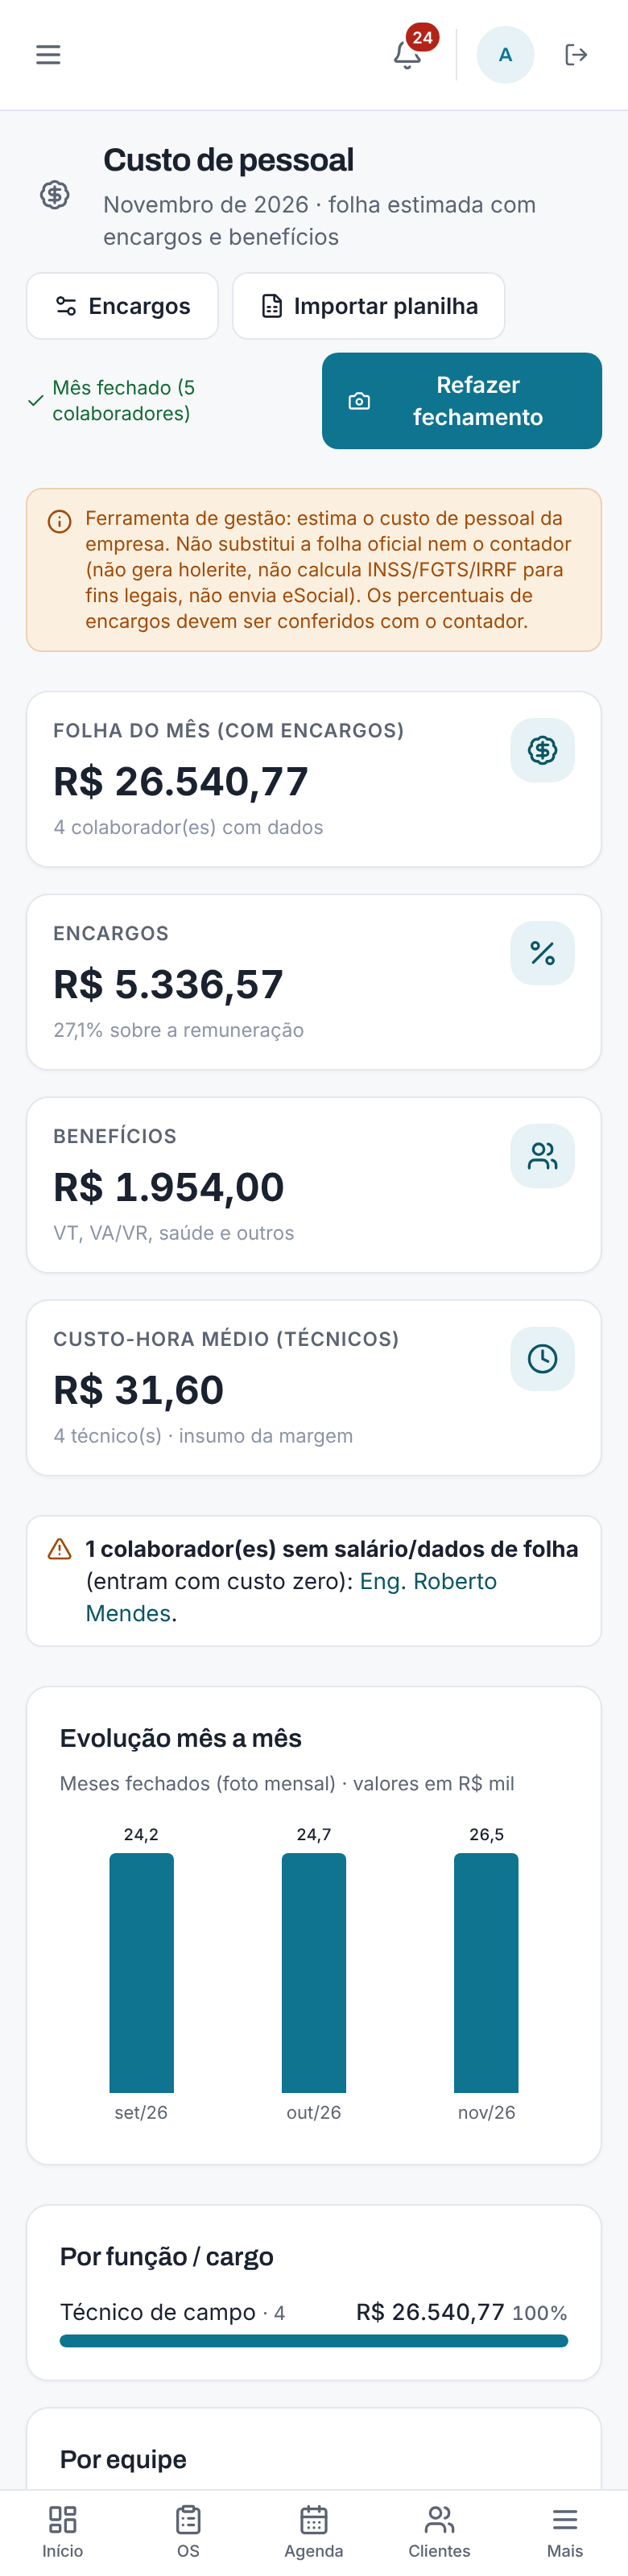 24
A
Custo de pessoal
Novembro de 2026 · folha estimada com
encargos e benefícios
Encargos
Importar planilha
Mês fechado (5
colaboradores)
Refazer
fechamento
Ferramenta de gestão: estima o custo de pessoal da
empresa. Não substitui a folha oficial nem o contador
(não gera holerite, não calcula INSS/FGTS/IRRF para
fins legais, não envia eSocial). Os percentuais de
encargos devem ser conferidos com o contador.
FOLHA DO MÊS (COM ENCARGOS)
R$ 26.540,77
4 colaborador(es) com dados
ENCARGOS
R$ 5.336,57
27,1% sobre a remuneração
BENEFÍCIOS
R$ 1.954,00
VT, VA/VR, saúde e outros
CUSTO-HORA MÉDIO (TÉCNICOS)
R$ 31,60
4 técnico(s) · insumo da margem
1 colaborador(es) sem salário/dados de folha
(entram com custo zero): Eng. Roberto
Mendes.
Evolução mês a mês
Meses fechados (foto mensal) · valores em R$ mil
24,2 24,7 26,5
set/26 out/26 nov/26
Por função / cargo
Técnico de campo · 4 R$ 26.540,77 100%
Por equipe
Início OS Agenda Clientes Mais